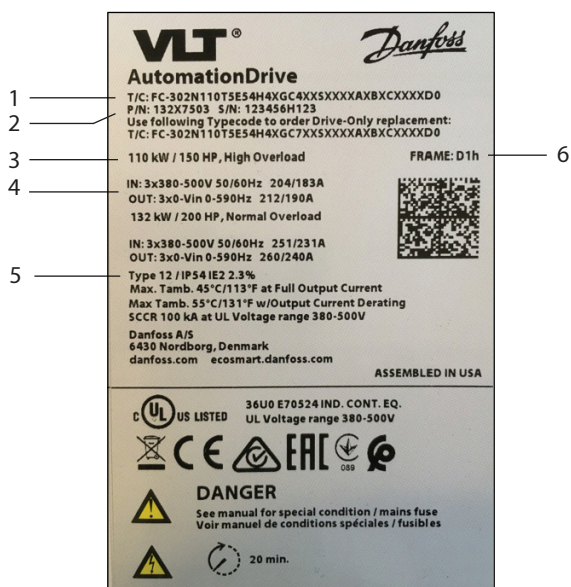 VLT® Danfoss
AutomationDrive
1 T/C: FC-302N110T5E54H4XGC4XXSXXXXAXBXCXXXXD0
2 P/N: 132X7503 S/N: 123456H123
Use following Typecode to order Drive-Only replacement:
T/C: FC-302N110T5E54H4XGC7XXSXXXXAXBXCXXXXD0
3 110 kW / 150 HP, High Overload FRAME: D1h 6
4 IN: 3x380-500V 50/60Hz 204/183A
OUT: 3x0-Vin 0-590Hz 212/190A
132 kW / 200 HP, Normal Overload
IN: 3x380-500V 50/60Hz 251/231A
OUT: 3x0-Vin 0-590Hz 260/240A
5 Type 12 / IP54 IE2 2.3%
Max. Tamb. 45°C/113°F at Full Output Current
Max Tamb. 55°C/131°F w/Output Current Derating
SCCR 100 kA at UL Voltage range 380-500V
Danfoss A/S
6430 Nordborg, Denmark
danfoss.com ecosmart.danfoss.com
ASSEMBLED IN USA
C UL US LISTED 36U0 E70524 IND. CONT. EQ.
UL Voltage range 380-500V
CE EAC 089
DANGER
See manual for special condition / mains fuse
Voir manuel de conditions spéciales / fusibles
20 min.